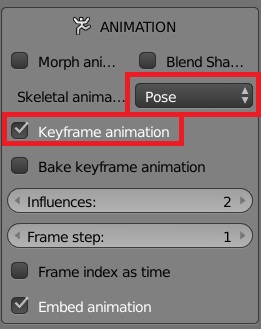 ANIMATION
Morph ani... Blend Sha...
Skeletal anima... Pose
Keyframe animation
Bake keyframe animation
Influences: 2
Frame step: 1
Frame index as time
Embed animation